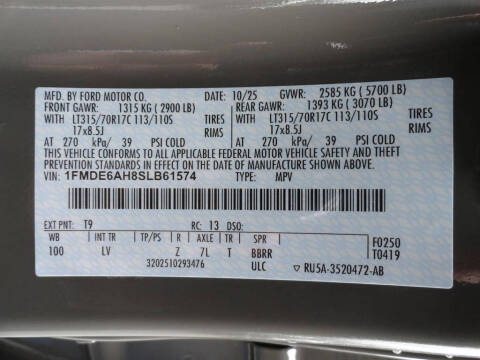 MFD. BY FORD MOTOR CO. DATE: 10/25 GVWR: 2585 KG ( 5700 LB)
FRONT GAWR: 1315 KG ( 2900 LB) REAR GAWR: 1393 KG ( 3070 LB)
WITH LT315/70R17C 113/110S TIRES WITH LT315/70R17C 113/110S TIRES
17x8.5J RIMS 17x8.5J RIMS
AT 270 kPa/ 39 PSI COLD AT 270 kPa/ 39 PSI COLD
THIS VEHICLE CONFORMS TO ALL APPLICABLE FEDERAL MOTOR VEHICLE SAFETY AND THEFT
PREVENTION STANDARDS IN EFFECT ON THE DATE OF MANUFACTURE SHOWN ABOVE.
VIN: 1FMDE6AH8SLB61574 TYPE: MPV
EXT PNT: T9 RC: 13 DSO:
WB INT TR TP/PS R AXLE TR SPR F0250
100 LV Z 7L T BBRR T0419
3202510293476 ULC ▽ RU5A-3520472-AB